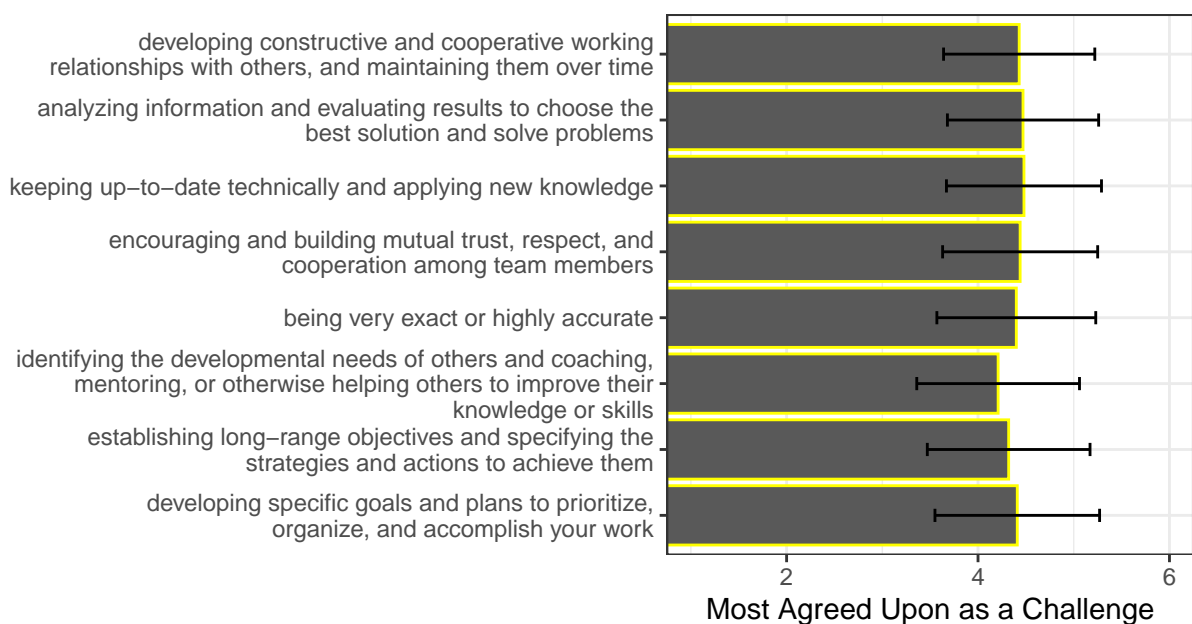 developing constructive and cooperative working
relationships with others, and maintaining them over time
analyzing information and evaluating results to choose the
best solution and solve problems
keeping up−to−date technically and applying new knowledge
encouraging and building mutual trust, respect, and
cooperation among team members
being very exact or highly accurate
identifying the developmental needs of others and coaching,
mentoring, or otherwise helping others to improve their
knowledge or skills
establishing long−range objectives and specifying the
strategies and actions to achieve them
developing specific goals and plans to prioritize,
organize, and accomplish your work
2 4 6
Most Agreed Upon as a Challenge